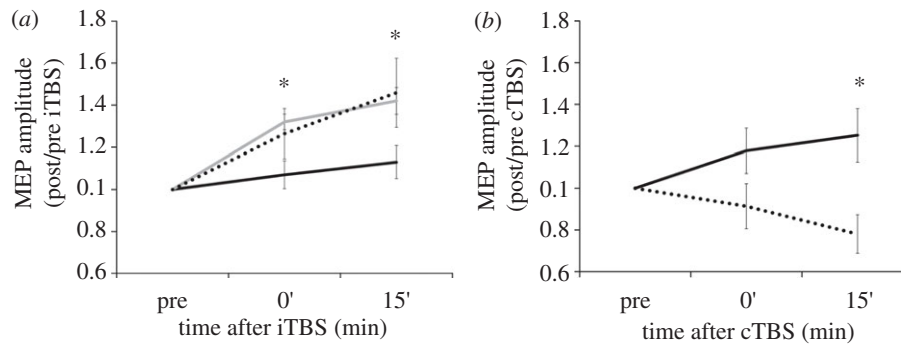 (a)
MEP amplitude
(post/pre iTBS)
1.8
1.6
1.4
1.2
0.1
0.8
0.6
*
*
pre
0'
15'
time after iTBS (min)
(b)
MEP amplitude
(post/pre cTBS)
1.8
1.6
1.4
1.2
0.1
0.8
0.6
*
pre
0'
15'
time after cTBS (min)